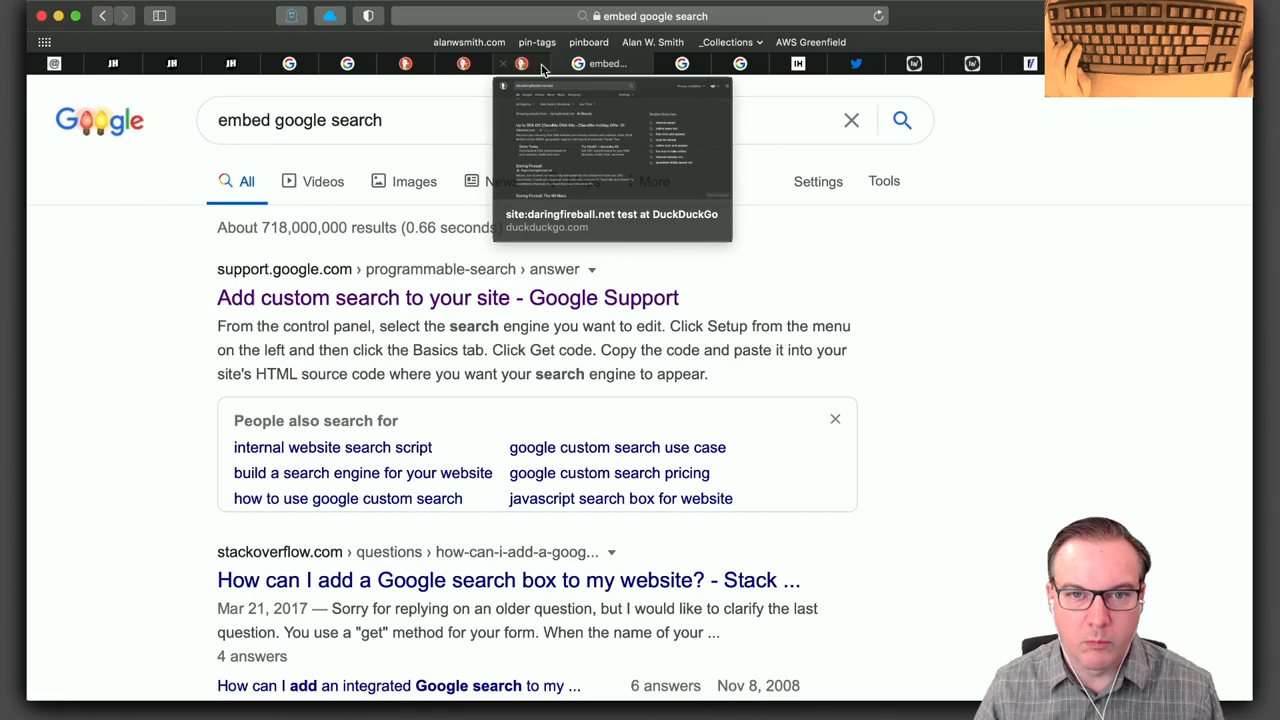 embed google search
alanwsmith.com pin-tags pinboard Alan W. Smith _Collections AWS Greenfield
@ JH JH JH G G G embed... G G IH fw/ fw/ f/
Google
embed google search
All Videos Images News More Settings Tools
About 718,000,000 results (0.66 seconds)
site:daringfireball.net test at DuckDuckGo
duckduckgo.com
support.google.com › programmable-search › answer
Add custom search to your site - Google Support
From the control panel, select the search engine you want to edit. Click Setup from the menu
on the left and then click the Basics tab. Click Get code. Copy the code and paste it into your
site's HTML source code where you want your search engine to appear.
People also search for
internal website search script google custom search use case
build a search engine for your website google custom search pricing
how to use google custom search javascript search box for website
stackoverflow.com › questions › how-can-i-add-a-goog...
How can I add a Google search box to my website? - Stack ...
Mar 21, 2017 — Sorry for replying on an older question, but I would like to clarify the last
question. You use a "get" method for your form. When the name of your ...
4 answers
How can I add an integrated Google search to my ... 6 answers Nov 8, 2008